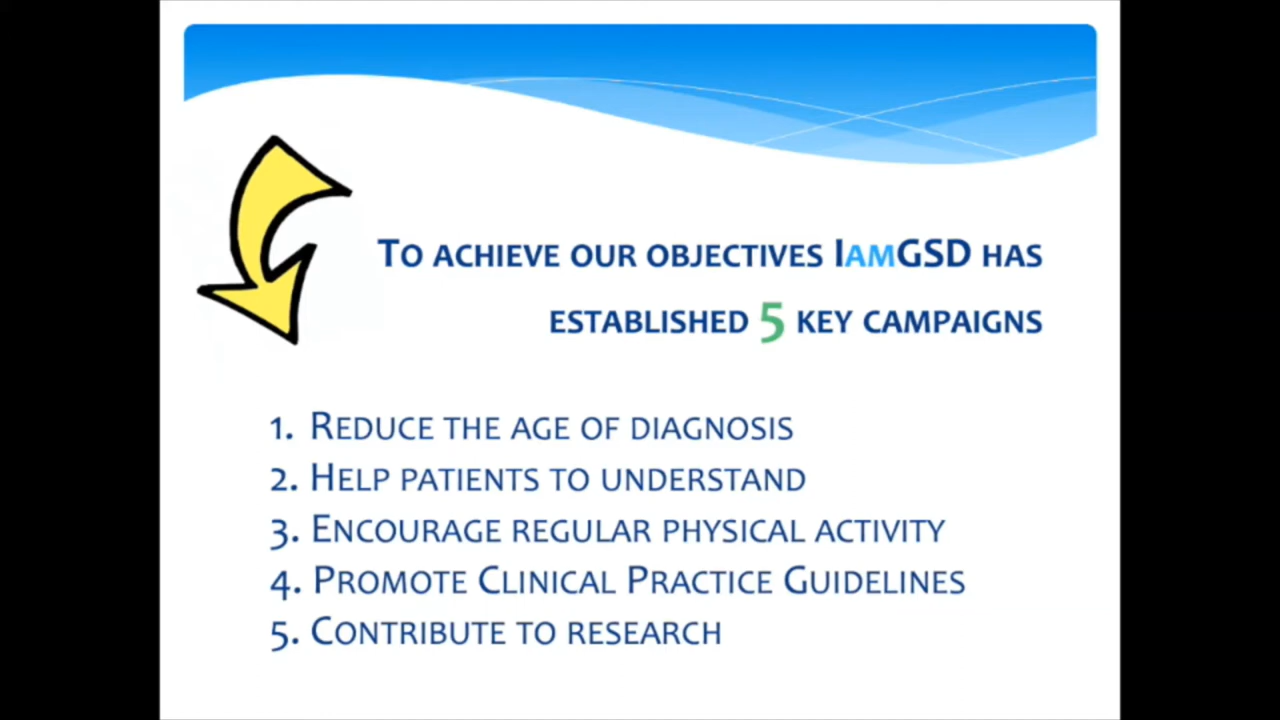 To achieve our objectives IamGSD has
established 5 key campaigns
1. Reduce the age of diagnosis
2. Help patients to understand
3. Encourage regular physical activity
4. Promote Clinical Practice Guidelines
5. Contribute to research